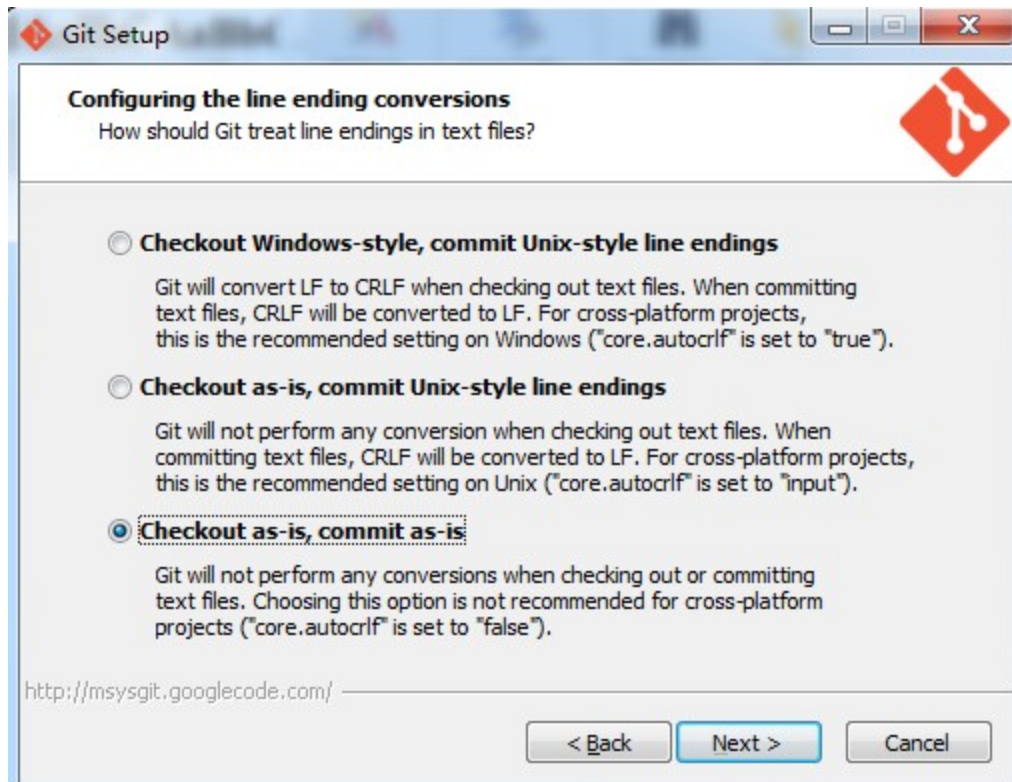 Git Setup
Configuring the line ending conversions
How should Git treat line endings in text files?
Checkout Windows-style, commit Unix-style line endings
Git will convert LF to CRLF when checking out text files. When committing
text files, CRLF will be converted to LF. For cross-platform projects,
this is the recommended setting on Windows ("core.autocrlf" is set to "true").
Checkout as-is, commit Unix-style line endings
Git will not perform any conversion when checking out text files. When
committing text files, CRLF will be converted to LF. For cross-platform projects,
this is the recommended setting on Unix ("core.autocrlf" is set to "input").
Checkout as-is, commit as-is
Git will not perform any conversions when checking out or committing
text files. Choosing this option is not recommended for cross-platform
projects ("core.autocrlf" is set to "false").
http://msysgit.googlecode.com/
< Back Next > Cancel